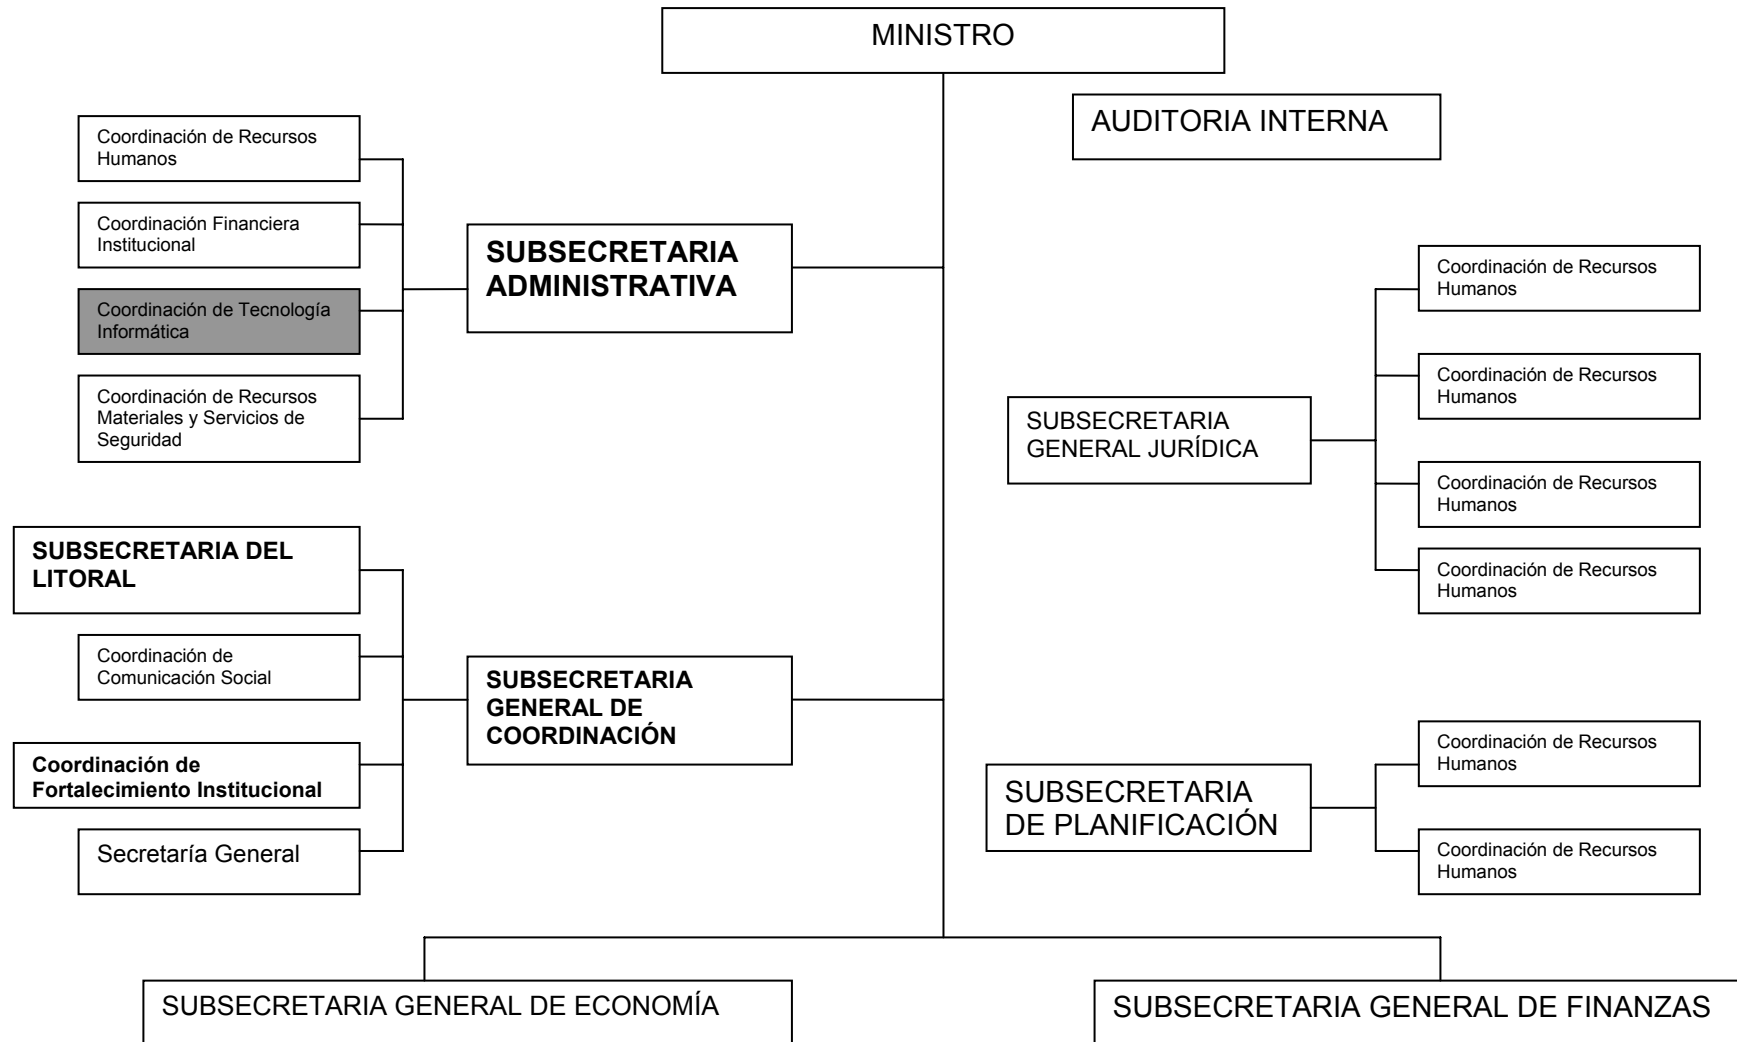 MINISTRO
AUDITORIA INTERNA
Coordinación de Recursos
Humanos
Coordinación Financiera
Institucional
Coordinación de Tecnología
Informática
Coordinación de Recursos
Materiales y Servicios de
Seguridad
SUBSECRETARIA
ADMINISTRATIVA
SUBSECRETARIA DEL
LITORAL
Coordinación de
Comunicación Social
Coordinación de
Fortalecimiento Institucional
Secretaría General
SUBSECRETARIA
GENERAL DE
COORDINACIÓN
SUBSECRETARIA
GENERAL JURÍDICA
Coordinación de Recursos
Humanos
Coordinación de Recursos
Humanos
Coordinación de Recursos
Humanos
Coordinación de Recursos
Humanos
SUBSECRETARIA
DE PLANIFICACIÓN
Coordinación de Recursos
Humanos
Coordinación de Recursos
Humanos
SUBSECRETARIA GENERAL DE ECONOMÍA
SUBSECRETARIA GENERAL DE FINANZAS